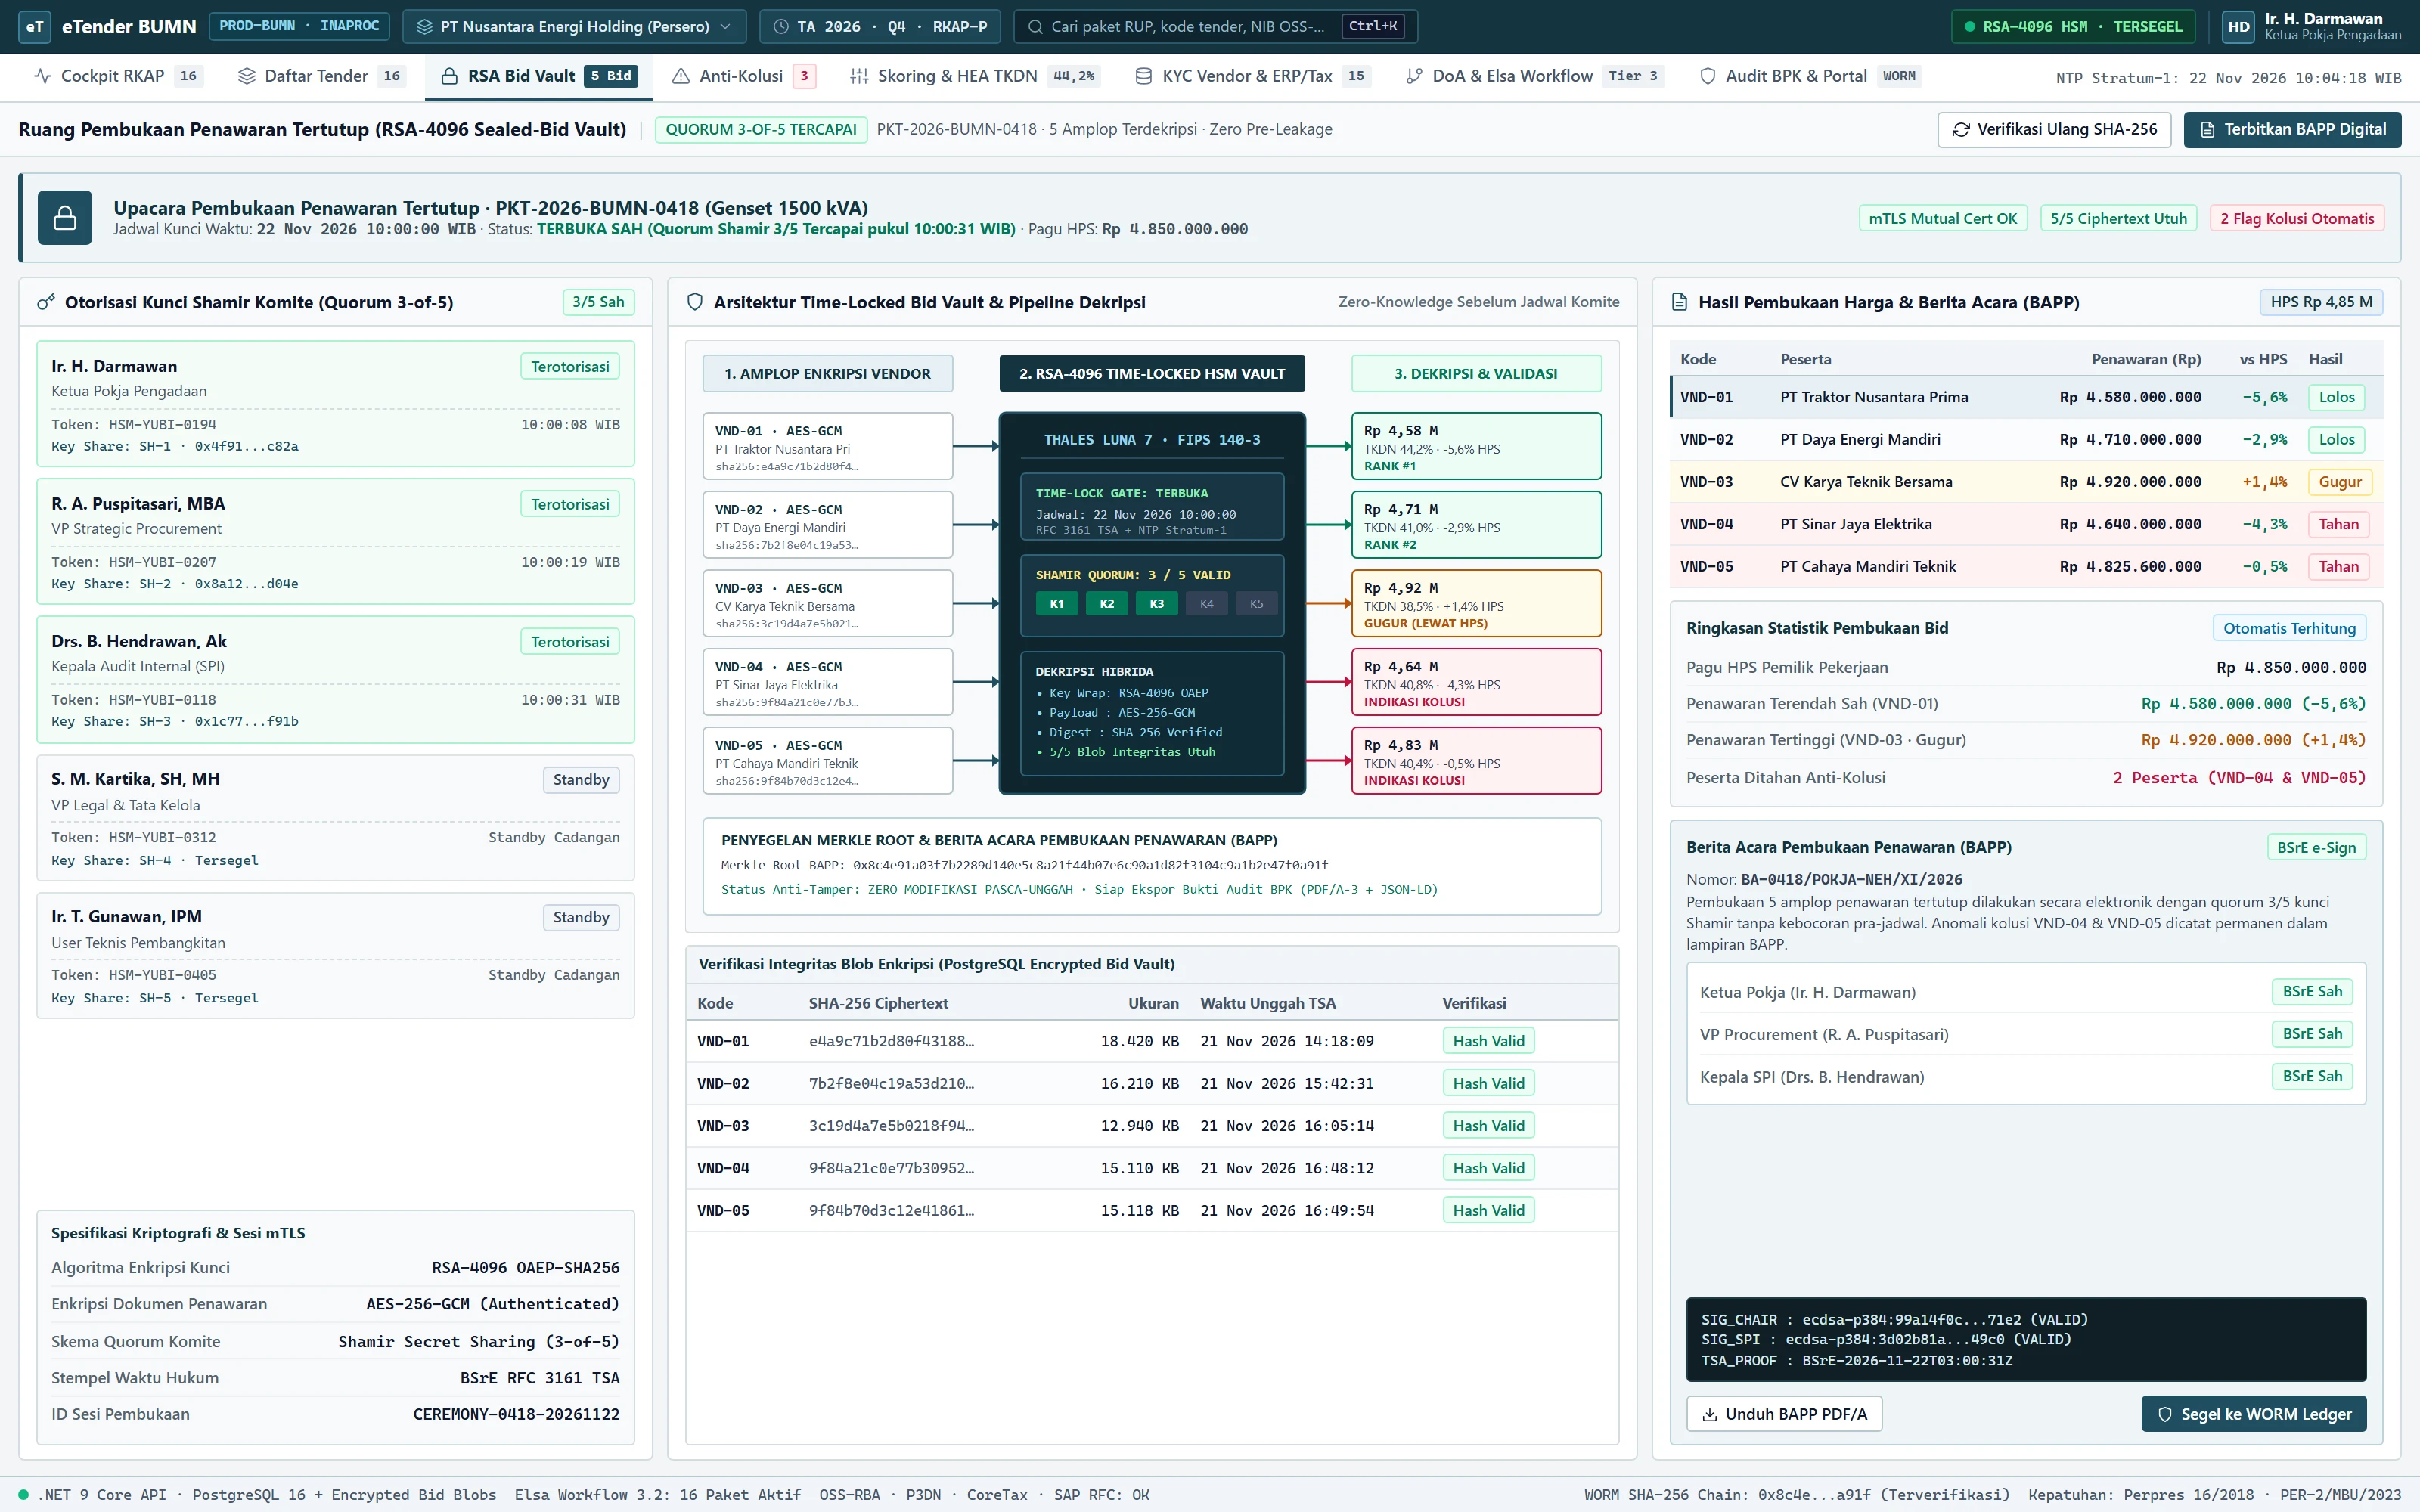 eT eTender BUMN PROD-BUMN · INAPROC PT Nusantara Energi Holding (Persero) TA 2026 · Q4 · RKAP-P Cari paket RUP, kode tender, NIB OSS-... Ctrl+K RSA-4096 HSM · TERSEGEL HD Ir. H. Darmawan
Ketua Pokja Pengadaan
Cockpit RKAP 16 Daftar Tender 16 RSA Bid Vault 5 Bid Anti-Kolusi 3 Skoring & HEA TKDN 44,2% KYC Vendor & ERP/Tax 15 DoA & Elsa Workflow Tier 3 Audit BPK & Portal WORM NTP Stratum-1: 22 Nov 2026 10:04:18 WIB
Ruang Pembukaan Penawaran Tertutup (RSA-4096 Sealed-Bid Vault) | QUORUM 3-OF-5 TERCAPAI PKT-2026-BUMN-0418 · 5 Amplop Terdekripsi · Zero Pre-Leakage Verifikasi Ulang SHA-256 Terbitkan BAPP Digital
Upacara Pembukaan Penawaran Tertutup · PKT-2026-BUMN-0418 (Genset 1500 kVA)
Jadwal Kunci Waktu: 22 Nov 2026 10:00:00 WIB · Status: TERBUKA SAH (Quorum Shamir 3/5 Tercapai pukul 10:00:31 WIB) · Pagu HPS: Rp 4.850.000.000
mTLS Mutual Cert OK 5/5 Ciphertext Utuh 2 Flag Kolusi Otomatis
Otorisasi Kunci Shamir Komite (Quorum 3-of-5) 3/5 Sah
Ir. H. Darmawan Terotorisasi
Ketua Pokja Pengadaan
Token: HSM-YUBI-0194 10:00:08 WIB
Key Share: SH-1 · 0x4f91...c82a
R. A. Puspitasari, MBA Terotorisasi
VP Strategic Procurement
Token: HSM-YUBI-0207 10:00:19 WIB
Key Share: SH-2 · 0x8a12...d04e
Drs. B. Hendrawan, Ak Terotorisasi
Kepala Audit Internal (SPI)
Token: HSM-YUBI-0118 10:00:31 WIB
Key Share: SH-3 · 0x1c77...f91b
S. M. Kartika, SH, MH Standby
VP Legal & Tata Kelola
Token: HSM-YUBI-0312 Standby Cadangan
Key Share: SH-4 · Tersegel
Ir. T. Gunawan, IPM Standby
User Teknis Pembangkitan
Token: HSM-YUBI-0405 Standby Cadangan
Key Share: SH-5 · Tersegel
Spesifikasi Kriptografi & Sesi mTLS
Algoritma Enkripsi Kunci RSA-4096 OAEP-SHA256
Enkripsi Dokumen Penawaran AES-256-GCM (Authenticated)
Skema Quorum Komite Shamir Secret Sharing (3-of-5)
Stempel Waktu Hukum BSrE RFC 3161 TSA
ID Sesi Pembukaan CEREMONY-0418-20261122
Arsitektur Time-Locked Bid Vault & Pipeline Dekripsi Zero-Knowledge Sebelum Jadwal Komite
1. AMPLOP ENKRIPSI VENDOR
VND-01 · AES-GCM
PT Traktor Nusantara Pri
sha256:e4a9c71b2d80f4…
VND-02 · AES-GCM
PT Daya Energi Mandiri
sha256:7b2f8e04c19a53…
VND-03 · AES-GCM
CV Karya Teknik Bersama
sha256:3c19d4a7e5b021…
VND-04 · AES-GCM
PT Sinar Jaya Elektrika
sha256:9f84a21c0e77b3…
VND-05 · AES-GCM
PT Cahaya Mandiri Teknik
sha256:9f84b70d3c12e4…
2. RSA-4096 TIME-LOCKED HSM VAULT
THALES LUNA 7 · FIPS 140-3
TIME-LOCK GATE: TERBUKA
Jadwal: 22 Nov 2026 10:00:00
RFC 3161 TSA + NTP Stratum-1
SHAMIR QUORUM: 3 / 5 VALID
K1 K2 K3 K4 K5
DEKRIPSI HIBRIDA
• Key Wrap: RSA-4096 OAEP
• Payload : AES-256-GCM
• Digest : SHA-256 Verified
• 5/5 Blob Integritas Utuh
3. DEKRIPSI & VALIDASI
Rp 4,58 M
TKDN 44,2% · -5,6% HPS
RANK #1
Rp 4,71 M
TKDN 41,0% · -2,9% HPS
RANK #2
Rp 4,92 M
TKDN 38,5% · +1,4% HPS
GUGUR (LEWAT HPS)
Rp 4,64 M
TKDN 40,8% · -4,3% HPS
INDIKASI KOLUSI
Rp 4,83 M
TKDN 40,4% · -0,5% HPS
INDIKASI KOLUSI
PENYEGELAN MERKLE ROOT & BERITA ACARA PEMBUKAAN PENAWARAN (BAPP)
Merkle Root BAPP: 0x8c4e91a03f7b2289d140e5c8a21f44b07e6c90a1d82f3104c9a1b2e47f0a91f
Status Anti-Tamper: ZERO MODIFIKASI PASCA-UNGGAH · Siap Ekspor Bukti Audit BPK (PDF/A-3 + JSON-LD)
Verifikasi Integritas Blob Enkripsi (PostgreSQL Encrypted Bid Vault)
Kode SHA-256 Ciphertext Ukuran Waktu Unggah TSA Verifikasi
VND-01 e4a9c71b2d80f43188… 18.420 KB 21 Nov 2026 14:18:09 Hash Valid
VND-02 7b2f8e04c19a53d210… 16.210 KB 21 Nov 2026 15:42:31 Hash Valid
VND-03 3c19d4a7e5b0218f94… 12.940 KB 21 Nov 2026 16:05:14 Hash Valid
VND-04 9f84a21c0e77b30952… 15.110 KB 21 Nov 2026 16:48:12 Hash Valid
VND-05 9f84b70d3c12e41861… 15.118 KB 21 Nov 2026 16:49:54 Hash Valid
Hasil Pembukaan Harga & Berita Acara (BAPP) HPS Rp 4,85 M
Kode Peserta Penawaran (Rp) vs HPS Hasil
VND-01 PT Traktor Nusantara Prima Rp 4.580.000.000 -5,6% Lolos
VND-02 PT Daya Energi Mandiri Rp 4.710.000.000 -2,9% Lolos
VND-03 CV Karya Teknik Bersama Rp 4.920.000.000 +1,4% Gugur
VND-04 PT Sinar Jaya Elektrika Rp 4.640.000.000 -4,3% Tahan
VND-05 PT Cahaya Mandiri Teknik Rp 4.825.600.000 -0,5% Tahan
Ringkasan Statistik Pembukaan Bid Otomatis Terhitung
Pagu HPS Pemilik Pekerjaan Rp 4.850.000.000
Penawaran Terendah Sah (VND-01) Rp 4.580.000.000 (-5,6%)
Penawaran Tertinggi (VND-03 · Gugur) Rp 4.920.000.000 (+1,4%)
Peserta Ditahan Anti-Kolusi 2 Peserta (VND-04 & VND-05)
Berita Acara Pembukaan Penawaran (BAPP) BSrE e-Sign
Nomor: BA-0418/POKJA-NEH/XI/2026
Pembukaan 5 amplop penawaran tertutup dilakukan secara elektronik dengan quorum 3/5 kunci
Shamir tanpa kebocoran pra-jadwal. Anomali kolusi VND-04 & VND-05 dicatat permanen dalam
lampiran BAPP.
Ketua Pokja (Ir. H. Darmawan) BSrE Sah
VP Procurement (R. A. Puspitasari) BSrE Sah
Kepala SPI (Drs. B. Hendrawan) BSrE Sah
SIG_CHAIR : ecdsa-p384:99a14f0c...71e2 (VALID)
SIG_SPI : ecdsa-p384:3d02b81a...49c0 (VALID)
TSA_PROOF : BSrE-2026-11-22T03:00:31Z
Unduh BAPP PDF/A Segel ke WORM Ledger
.NET 9 Core API · PostgreSQL 16 + Encrypted Bid Blobs Elsa Workflow 3.2: 16 Paket Aktif OSS-RBA · P3DN · CoreTax · SAP RFC: OK WORM SHA-256 Chain: 0x8c4e...a91f (Terverifikasi) Kepatuhan: Perpres 16/2018 · PER-2/MBU/2023